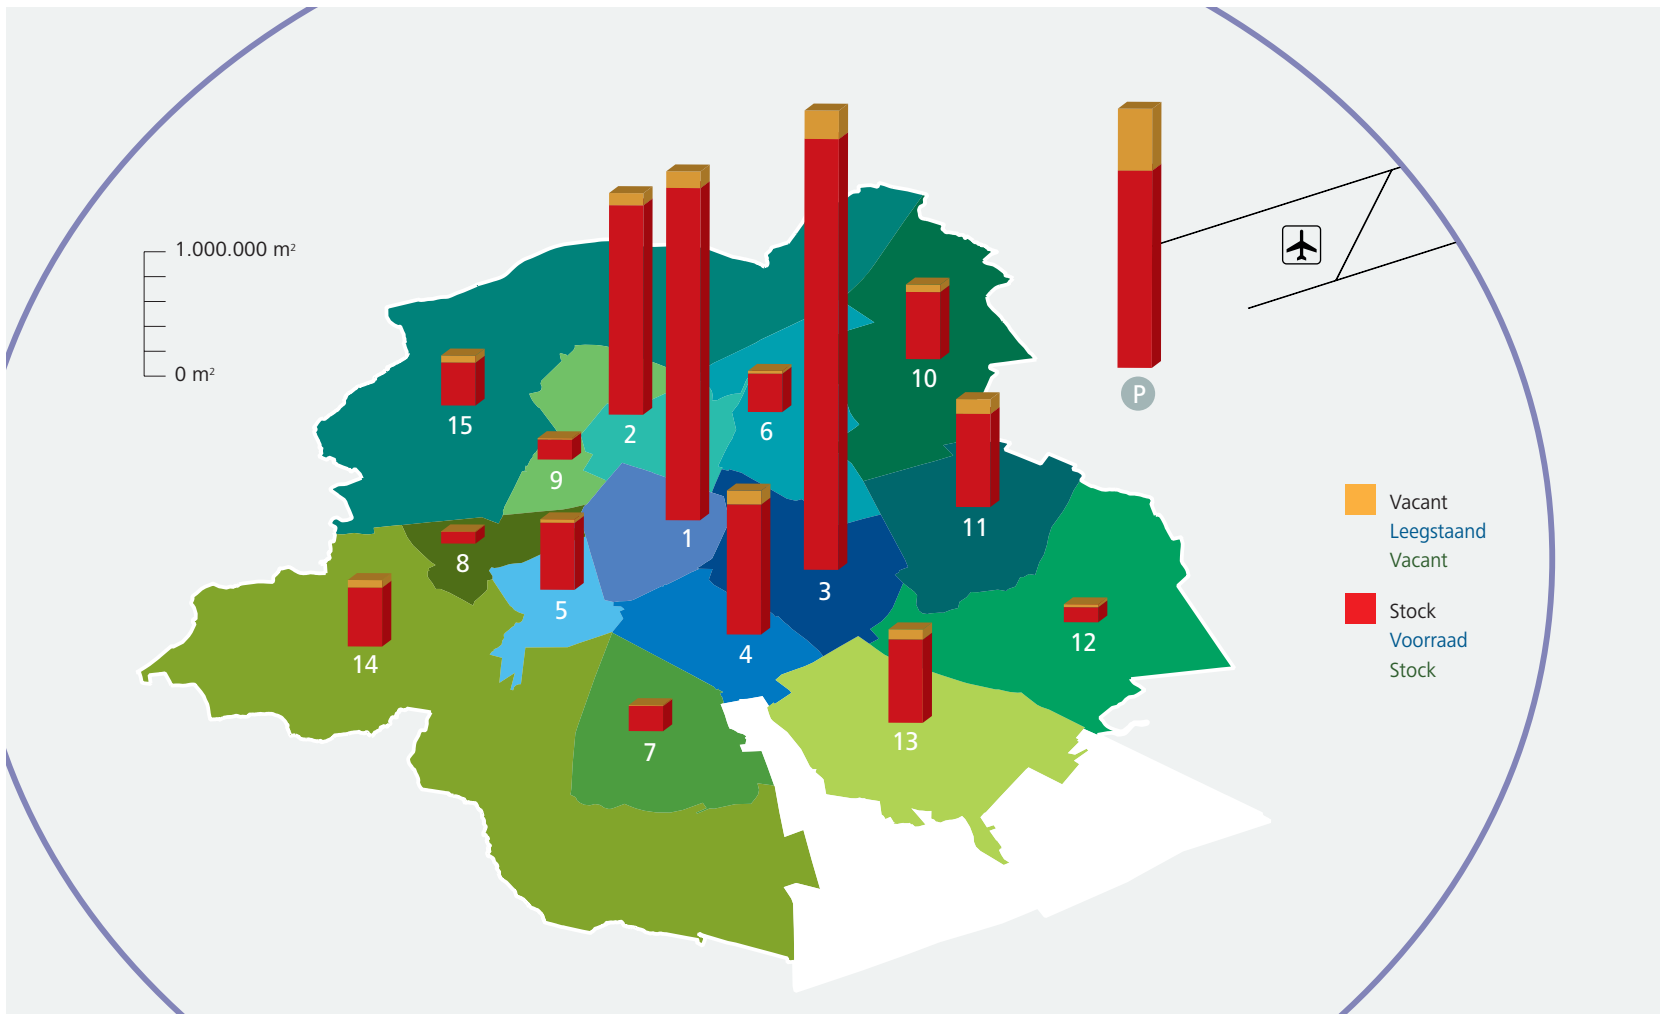 1.000.000 m²
0 m²
P
10
15
2
6
9
11
1
8
3
5
12
4
14
13
7
Vacant
Leegstaand
Vacant
Stock
Voorraad
Stock